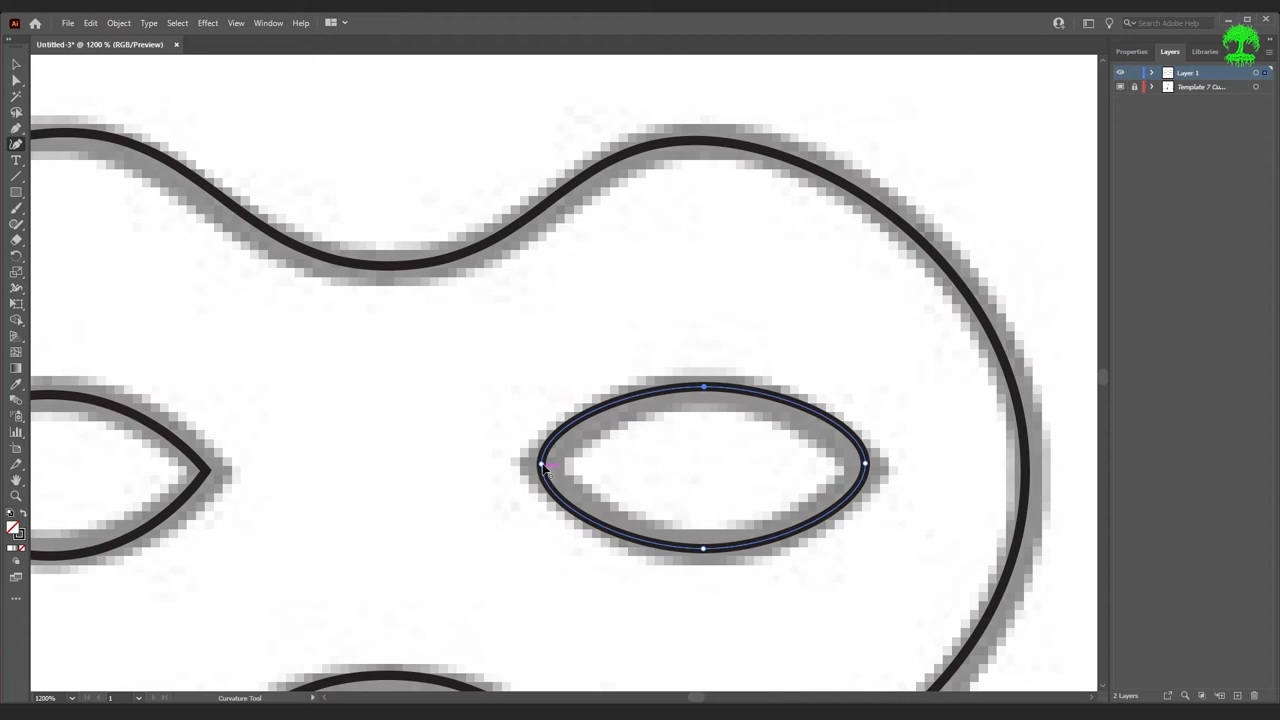 Ai File Edit Object Type Select Effect View Window Help Search Adobe Help
Untitled-3* @ 1200 % (RGB/Preview) ×
Properties Layers Libraries
Layer 1
Template 7 Cu...
1200% 1 Curvature Tool 2 Layers